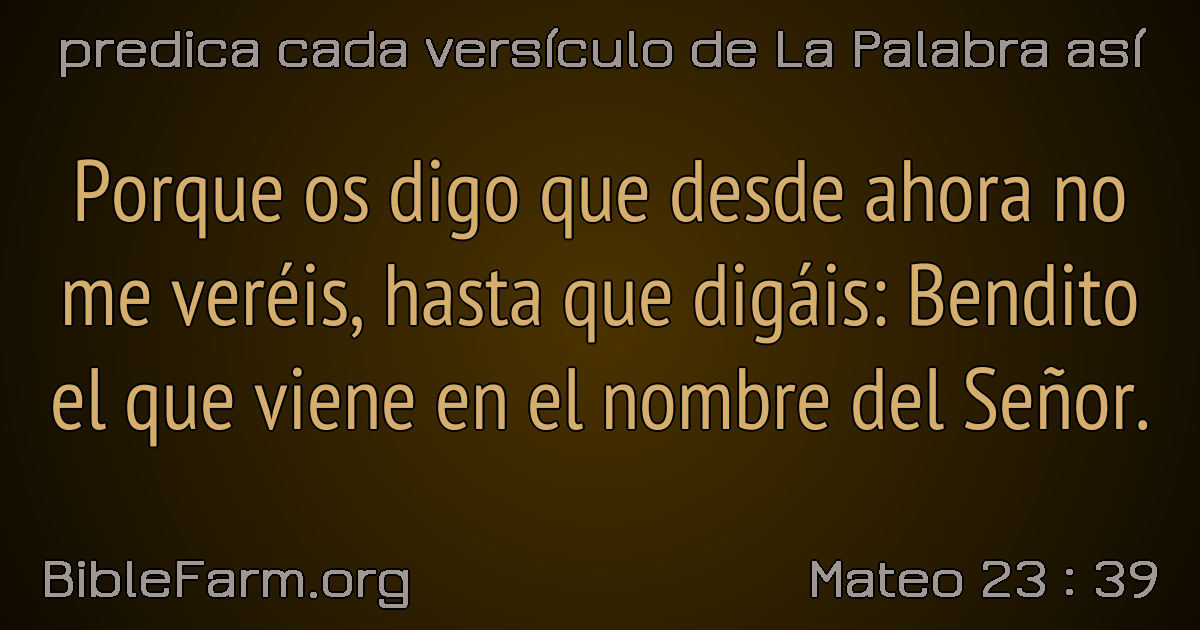 predica cada versículo de La Palabra así
Porque os digo que desde ahora no
me veréis, hasta que digáis: Bendito
el que viene en el nombre del Señor.
BibleFarm.org
Mateo 23 : 39